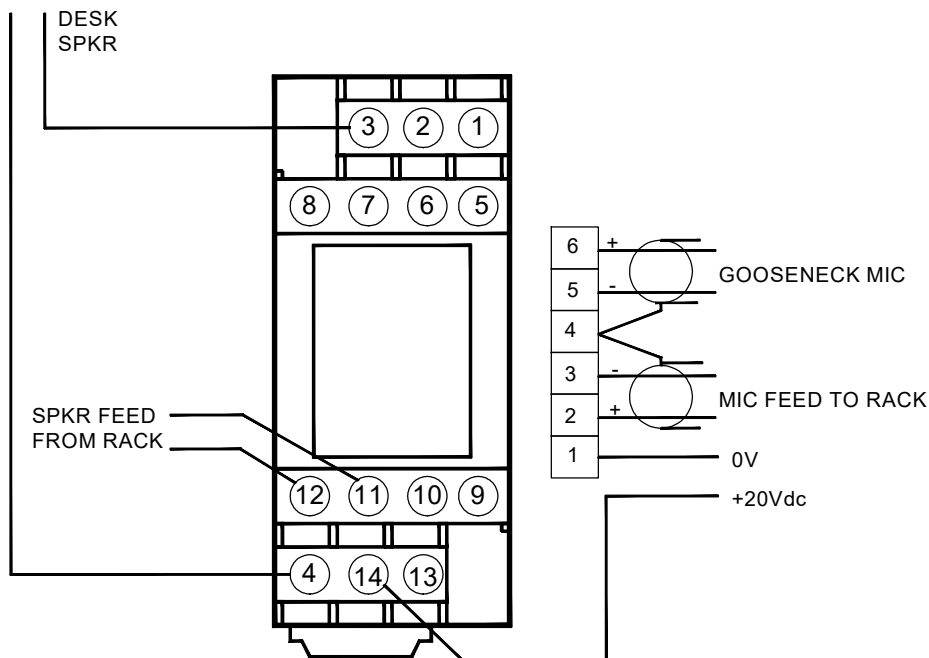 DESK
SPKR
3 2 1
8 7 6 5
6 +
GOOSENECK MIC
5 -
4
3 -
MIC FEED TO RACK
2 +
SPKR FEED
FROM RACK
1
0V
12 11 10 9
+20Vdc
4 14 13